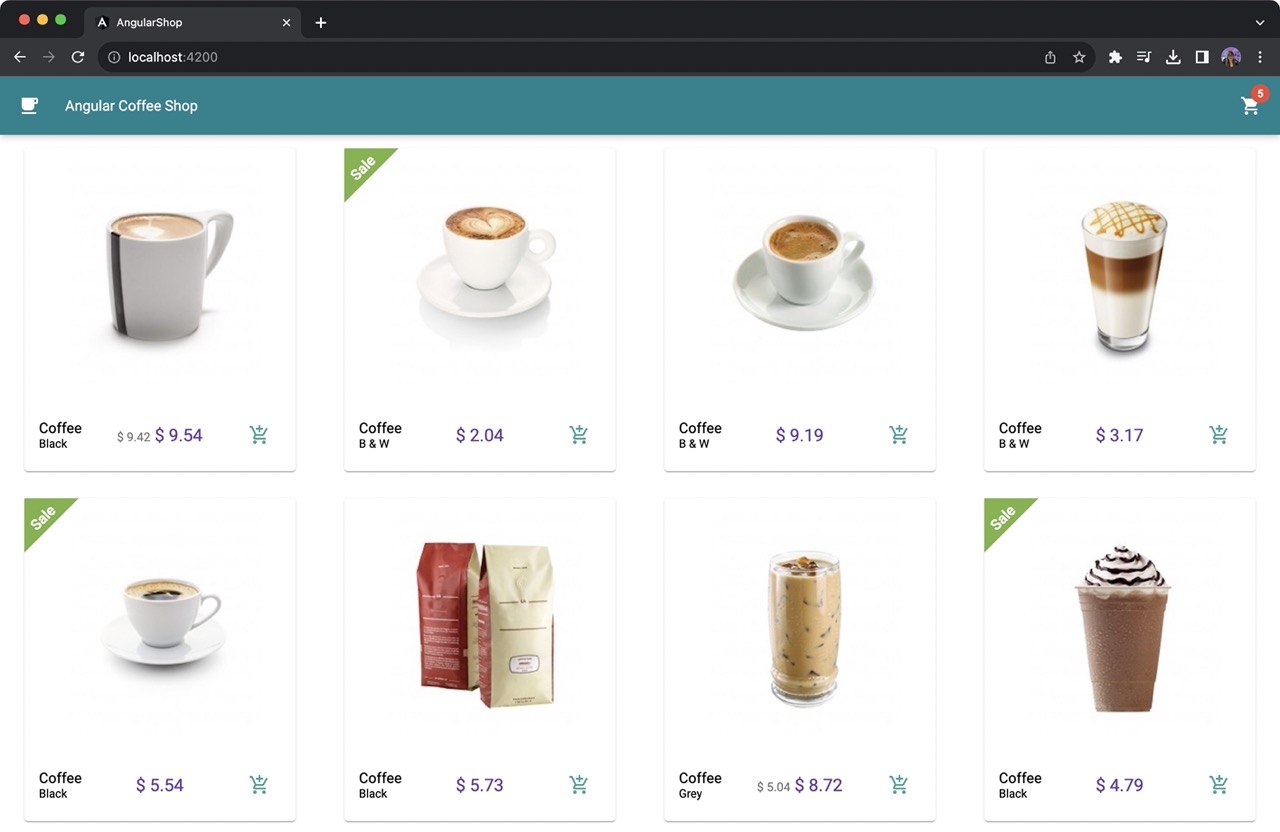 AngularShop
localhost:4200
Angular Coffee Shop
5
Sale
Coffee
Black
$ 9.42 $ 9.54
Coffee
B & W
$ 2.04
Coffee
B & W
$ 9.19
Coffee
B & W
$ 3.17
Sale
Sale
Coffee
Black
$ 5.54
Coffee
Black
$ 5.73
Coffee
Grey
$ 5.04 $ 8.72
Coffee
Black
$ 4.79